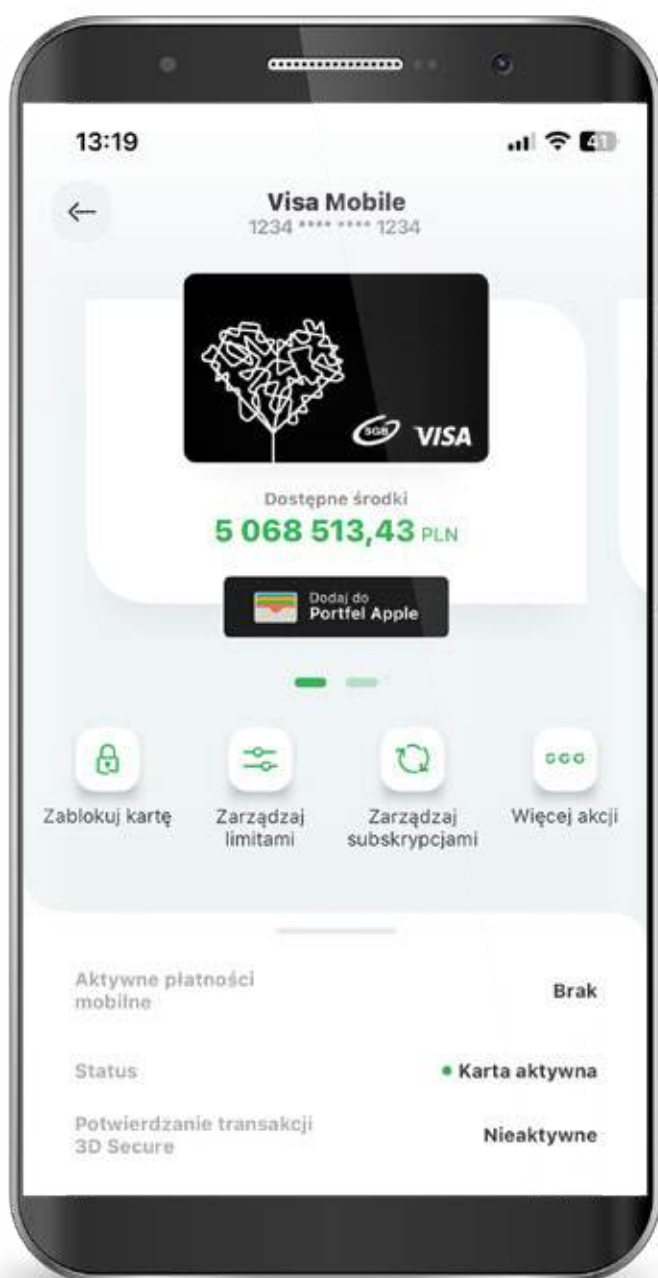 13:19
41
Visa Mobile
1234 **** **** 1234
SGB VISA
Dostępne środki
5 068 513,43 PLN
Dodaj do
Portfel Apple
Zablokuj kartę
Zarządzaj
limitami
Zarządzaj
subskrypcjami
Więcej akcji
Aktywne płatności
mobilne
Brak
Status
Karta aktywna
Potwierdzanie transakcji
3D Secure
Nieaktywne